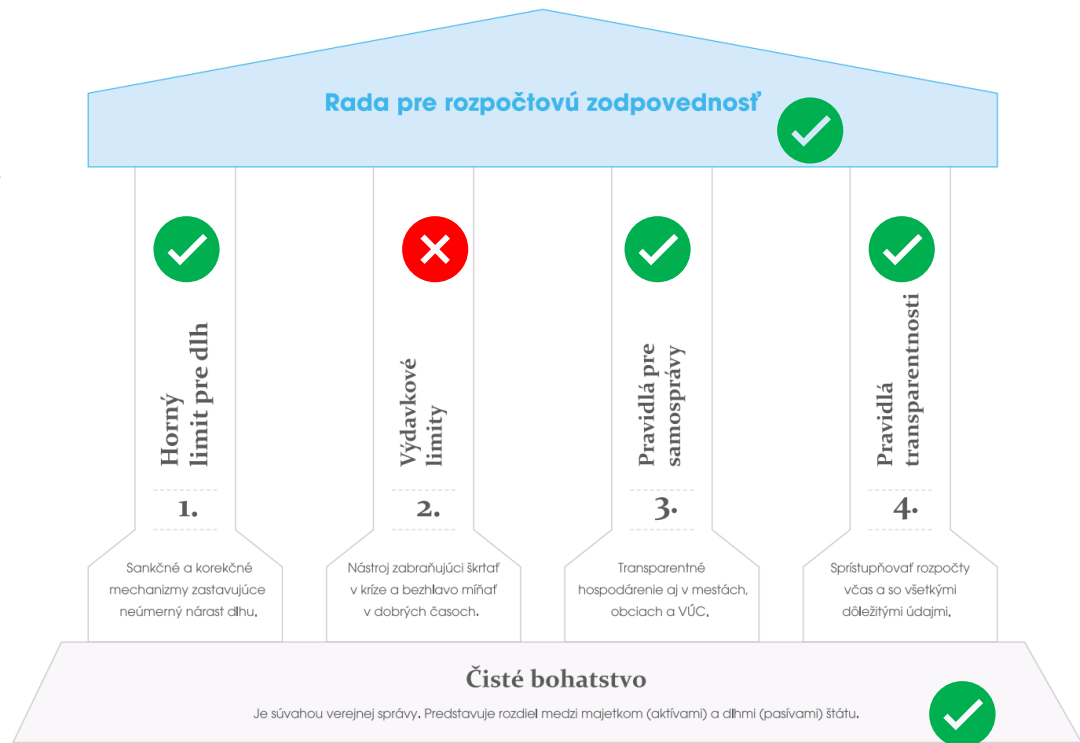 Rada pre rozpočtovú zodpovednosť
Horný
limit pre dlh
1.
Sankčné a korekčné
mechanizmy zastavujúce
neúmerný nárast dlhu.
Výdavkové
limity
2.
Nástroj zabraňujúci škrtať
v kríze a bezhlavo míňať
v dobrých časoch.
Pravidlá pre
samosprávy
3.
Transparentné
hospodárenie aj v mestách,
obciach a VÚC.
Pravidlá
transparentnosti
4.
Sprístupňovať rozpočty
včas a so všetkými
dôležitými údajmi.
Čisté bohatstvo
Je súvahou verejnej správy. Predstavuje rozdiel medzi majetkom (aktívami) a dlhmi (pasívami) štátu.